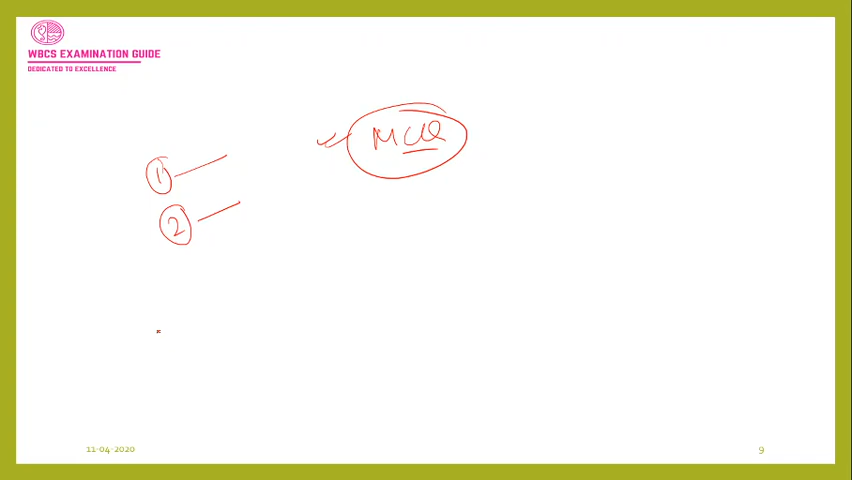 WBCS EXAMINATION GUIDE
DEDICATED TO EXCELLENCE
MCQ
1
2
11-04-2020
9